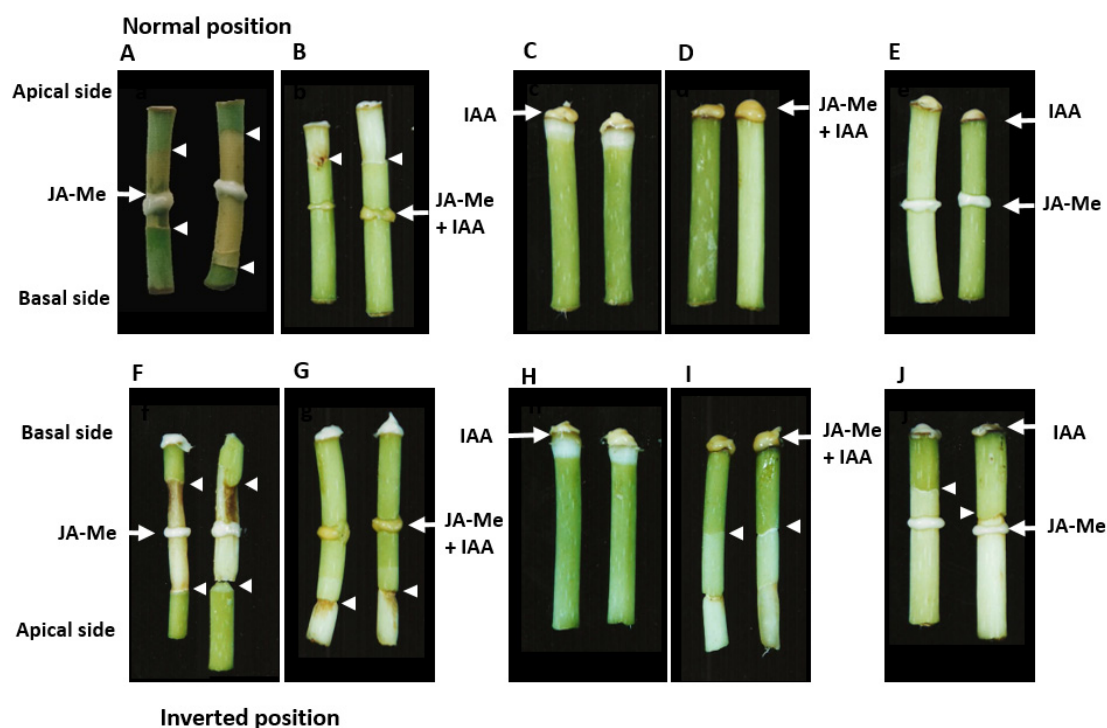 Normal position
A
B
C
D
E
Apical side
IAA
JA-Me
+ IAA
IAA
JA-Me
JA-Me
+ IAA
JA-Me
Basal side
a
b
c
d
e
F
G
H
I
J
Basal side
IAA
JA-Me
+ IAA
IAA
JA-Me
JA-Me
+ IAA
JA-Me
Apical side
f
g
h
j
Inverted position